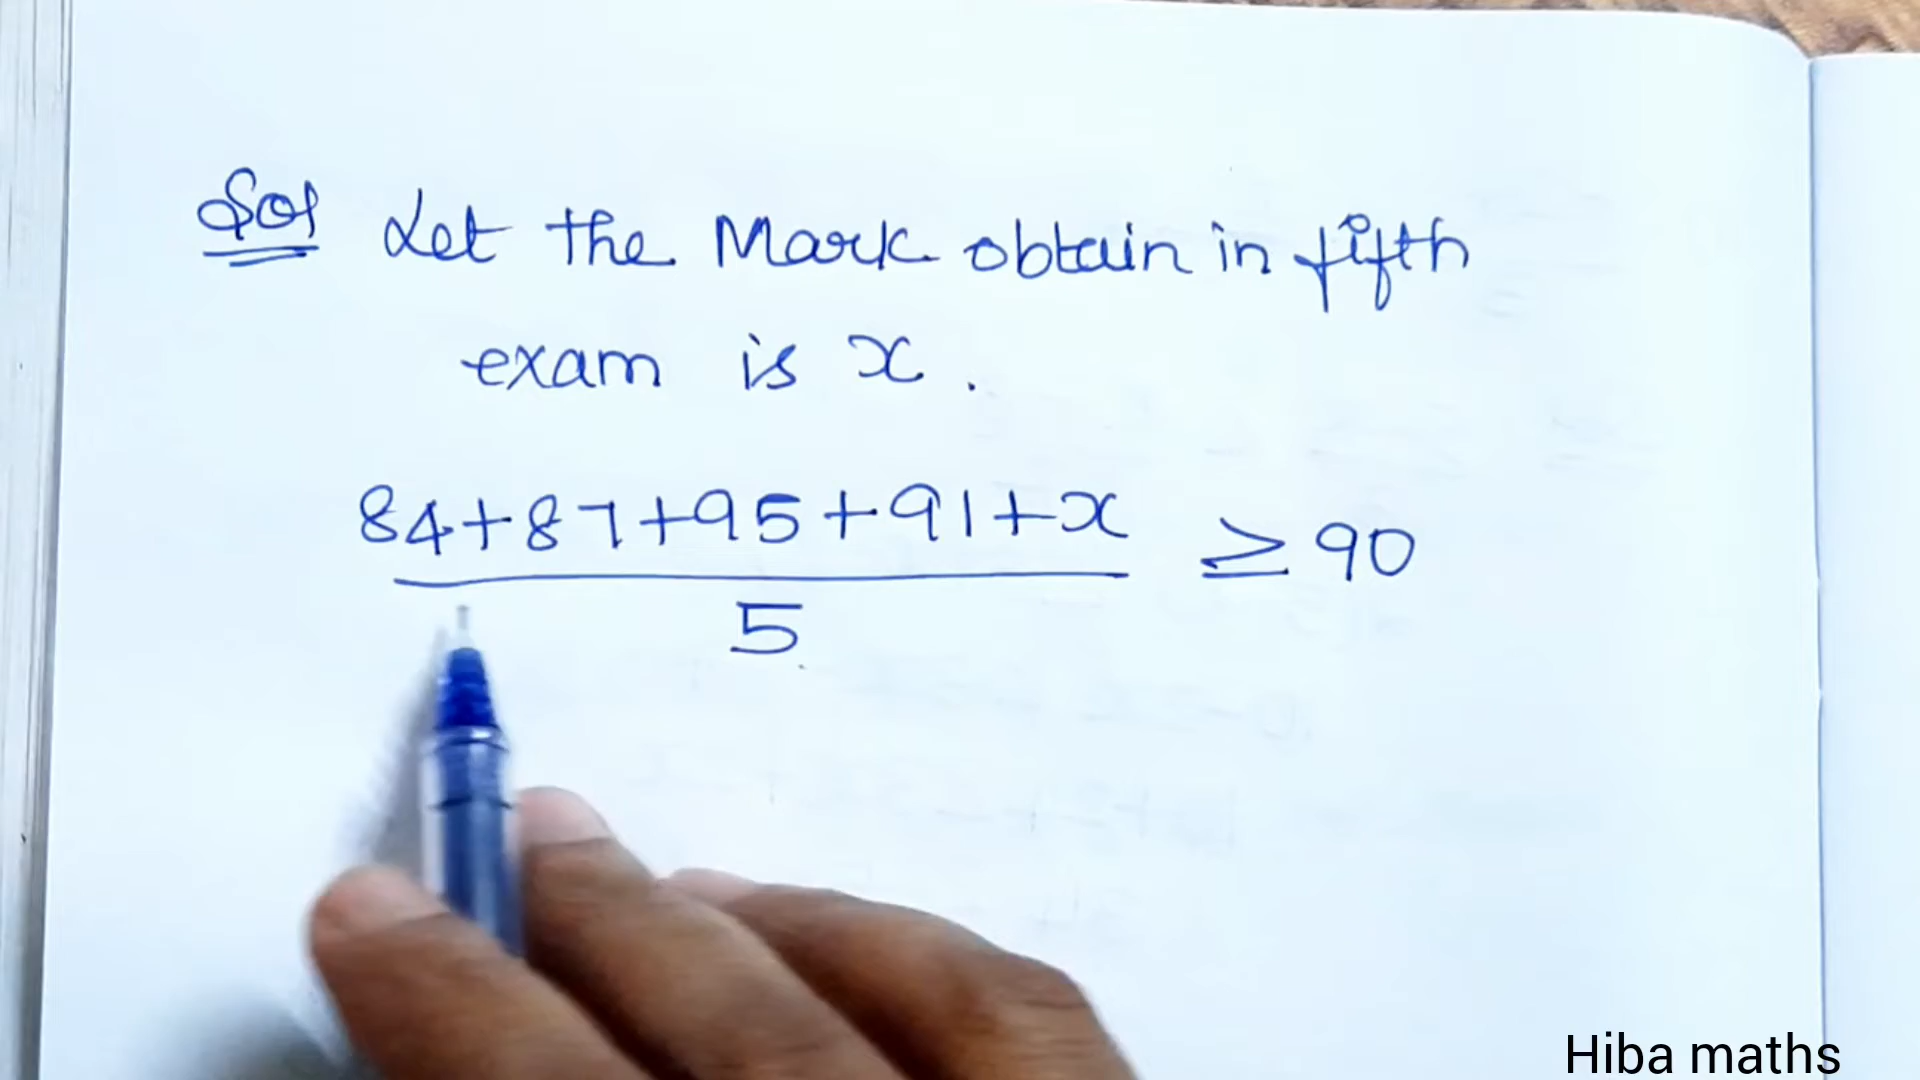 Sol Let the Mark obtain in fifth
exam is x.
84+87+95+91+x
≥ 90
5
Hiba maths